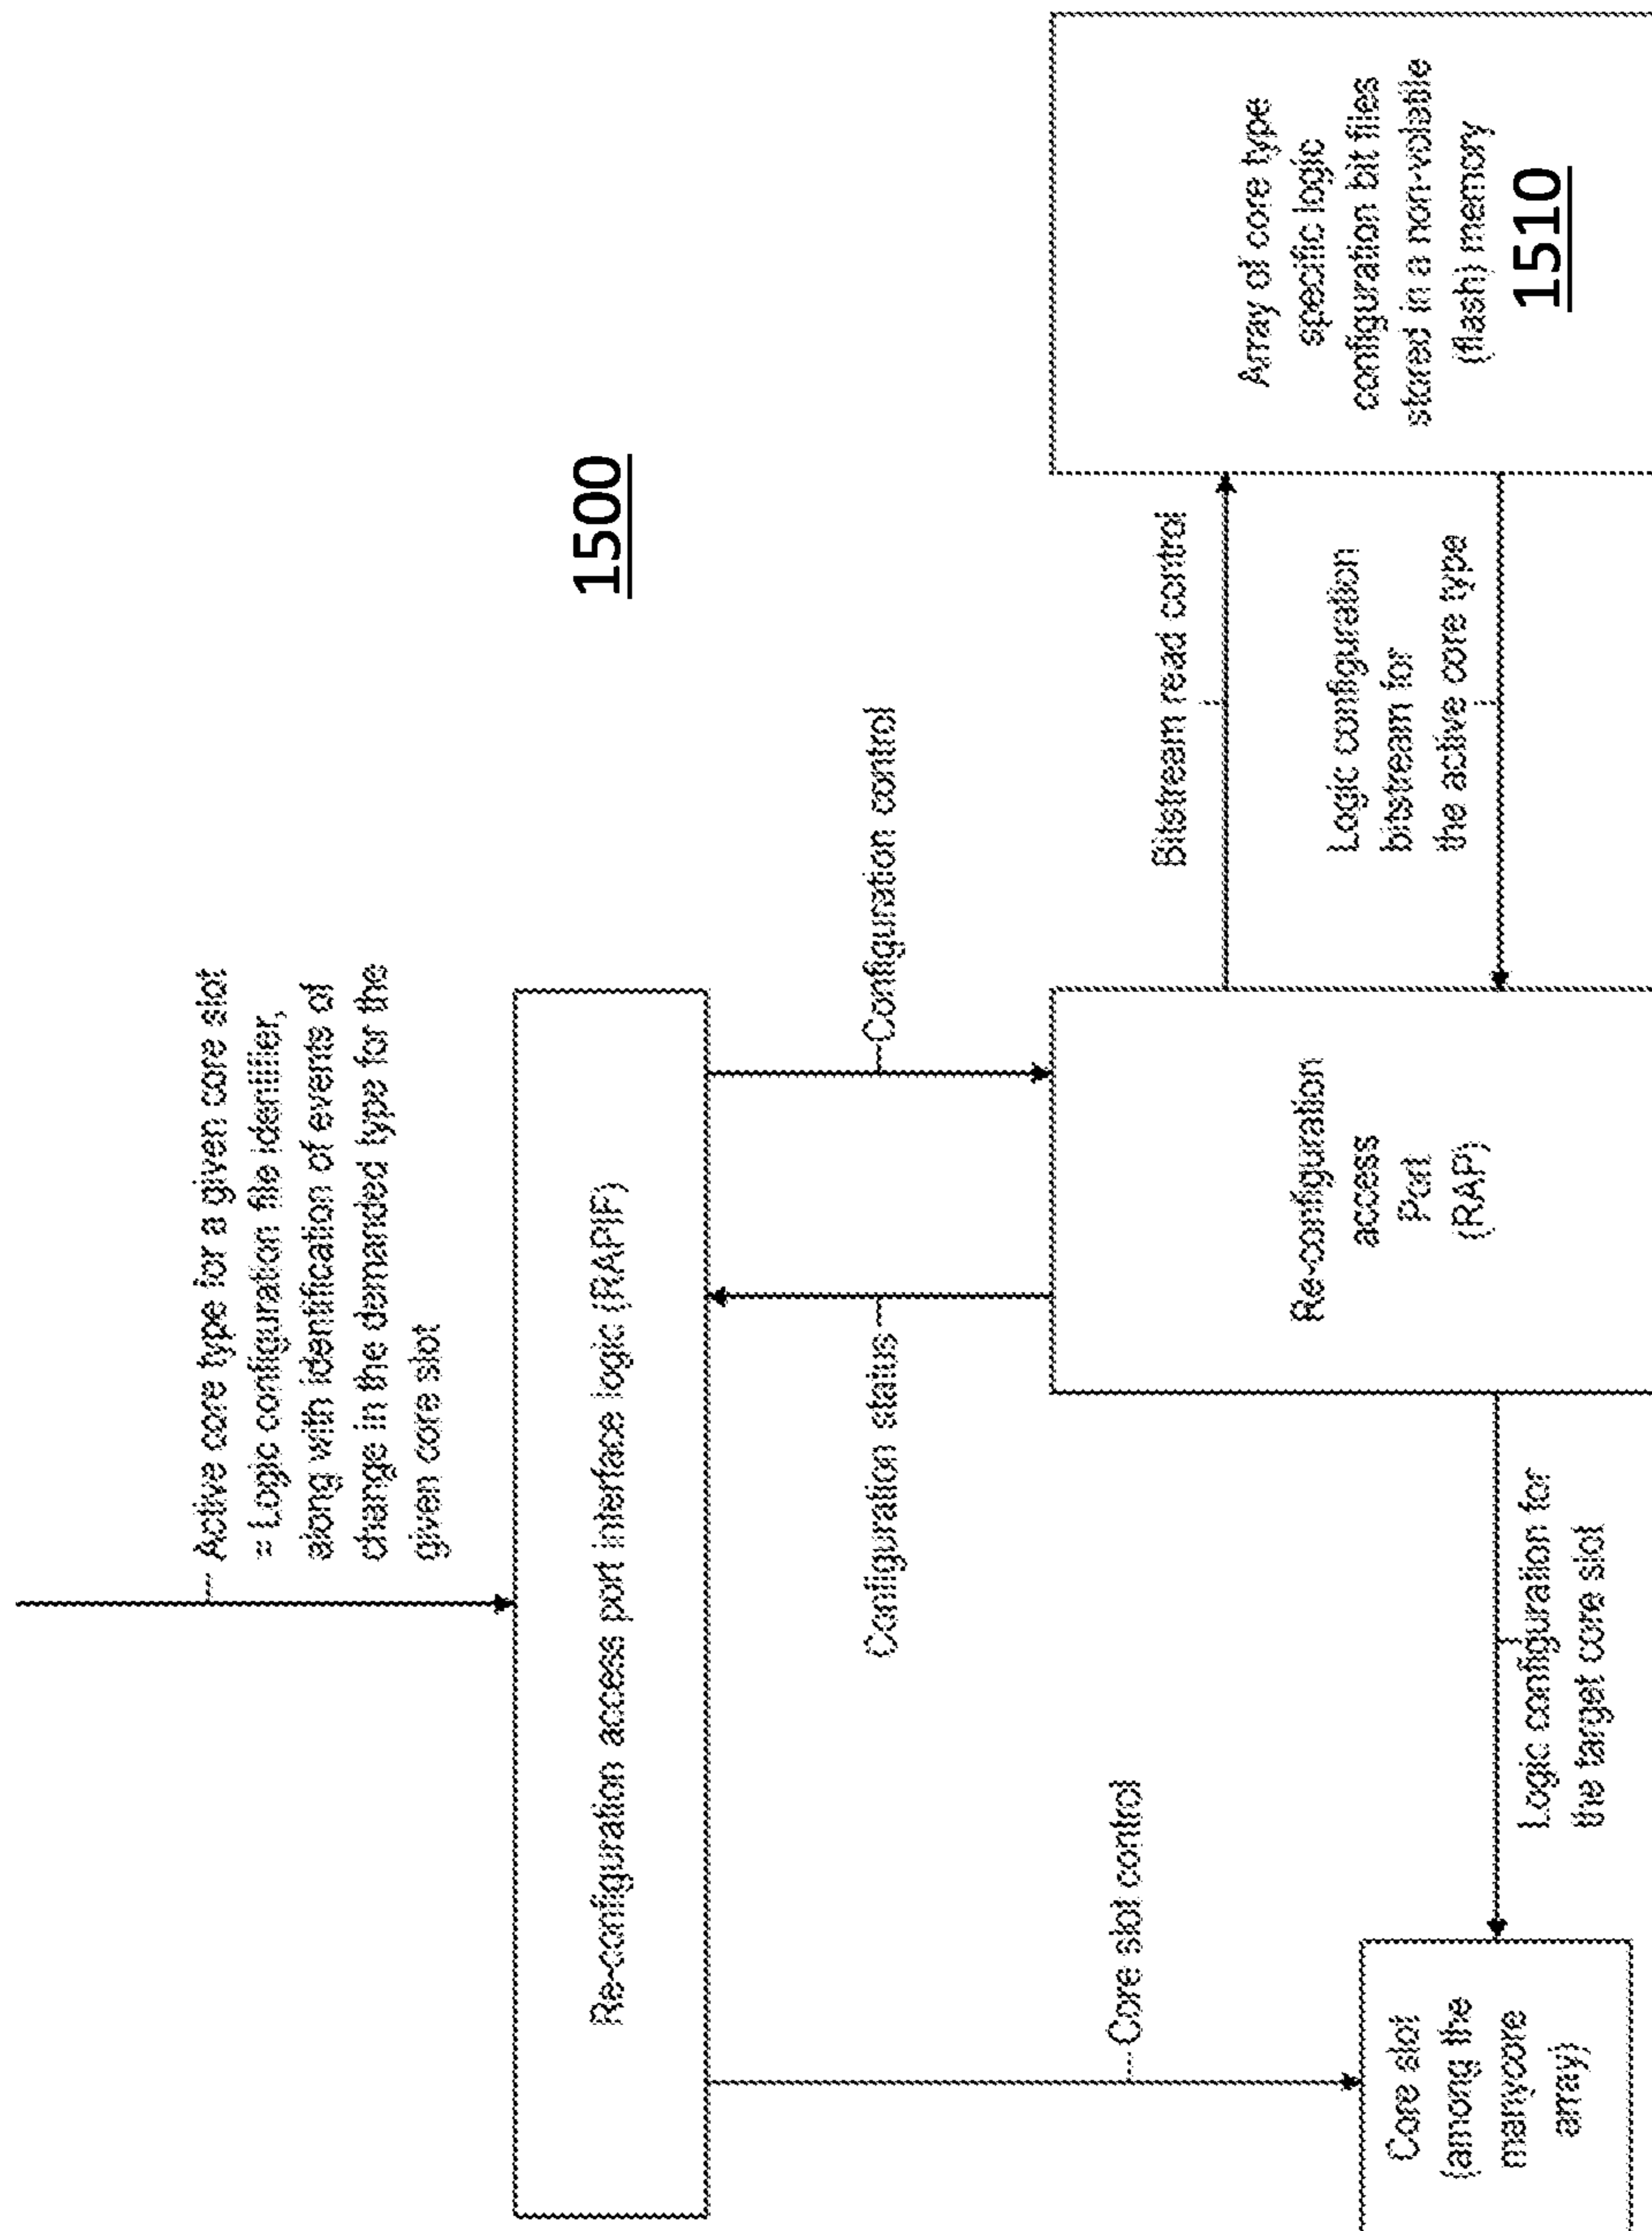 Active core type for a given core slot
= Logic configuration file identifier,
along with identification of events of
change in the demanded type for the
given core slot
1500
Re-configuration access port interface logic (RAPIF)
Configuration status
Configuration control
Core slot control
Bitstream read control
Logic configuration
bitstream for
the active core type
Array of core type
specific logic
configuration bit files
stored in a non-volatile
(flash) memory
1510
Re-configuration
access
Port
(RAP)
Core slot
(among the
manycore
array)
Logic configuration for
the target core slot